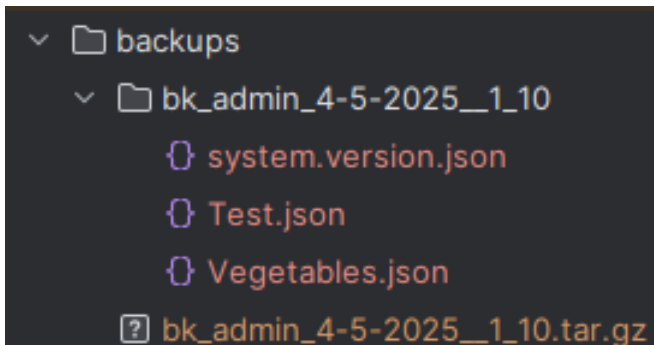 backups
bk_admin_4-5-2025__1_10
{} system.version.json
{} Test.json
{} Vegetables.json
bk_admin_4-5-2025__1_10.tar.gz